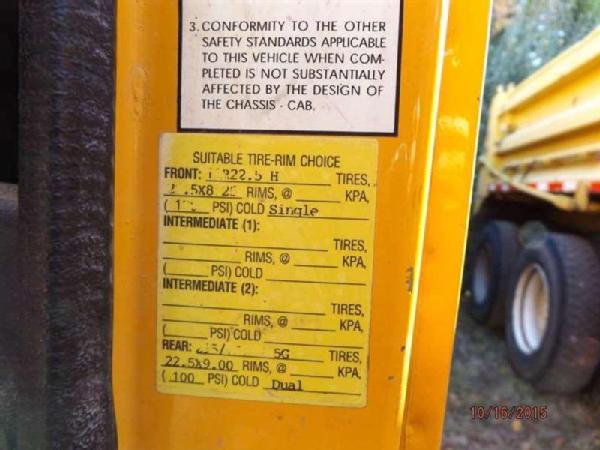 3. CONFORMITY TO THE OTHER
SAFETY STANDARDS APPLICABLE
TO THIS VEHICLE WHEN COM-
PLETED IS NOT SUBSTANTIALLY
AFFECTED BY THE DESIGN OF
THE CHASSIS - CAB.
SUITABLE TIRE-RIM CHOICE
FRONT: H TIRES,
RIMS, @ KPA,
PSI) COLD Single
INTERMEDIATE (1):
TIRES,
RIMS, @ KPA,
( PSI) COLD
INTERMEDIATE (2):
TIRES,
RIMS, @ KPA,
( PSI) COLD
REAR: 5G TIRES,
22.5X9.00 RIMS, @ KPA,
(100 PSI) COLD Dual
10/16/2015